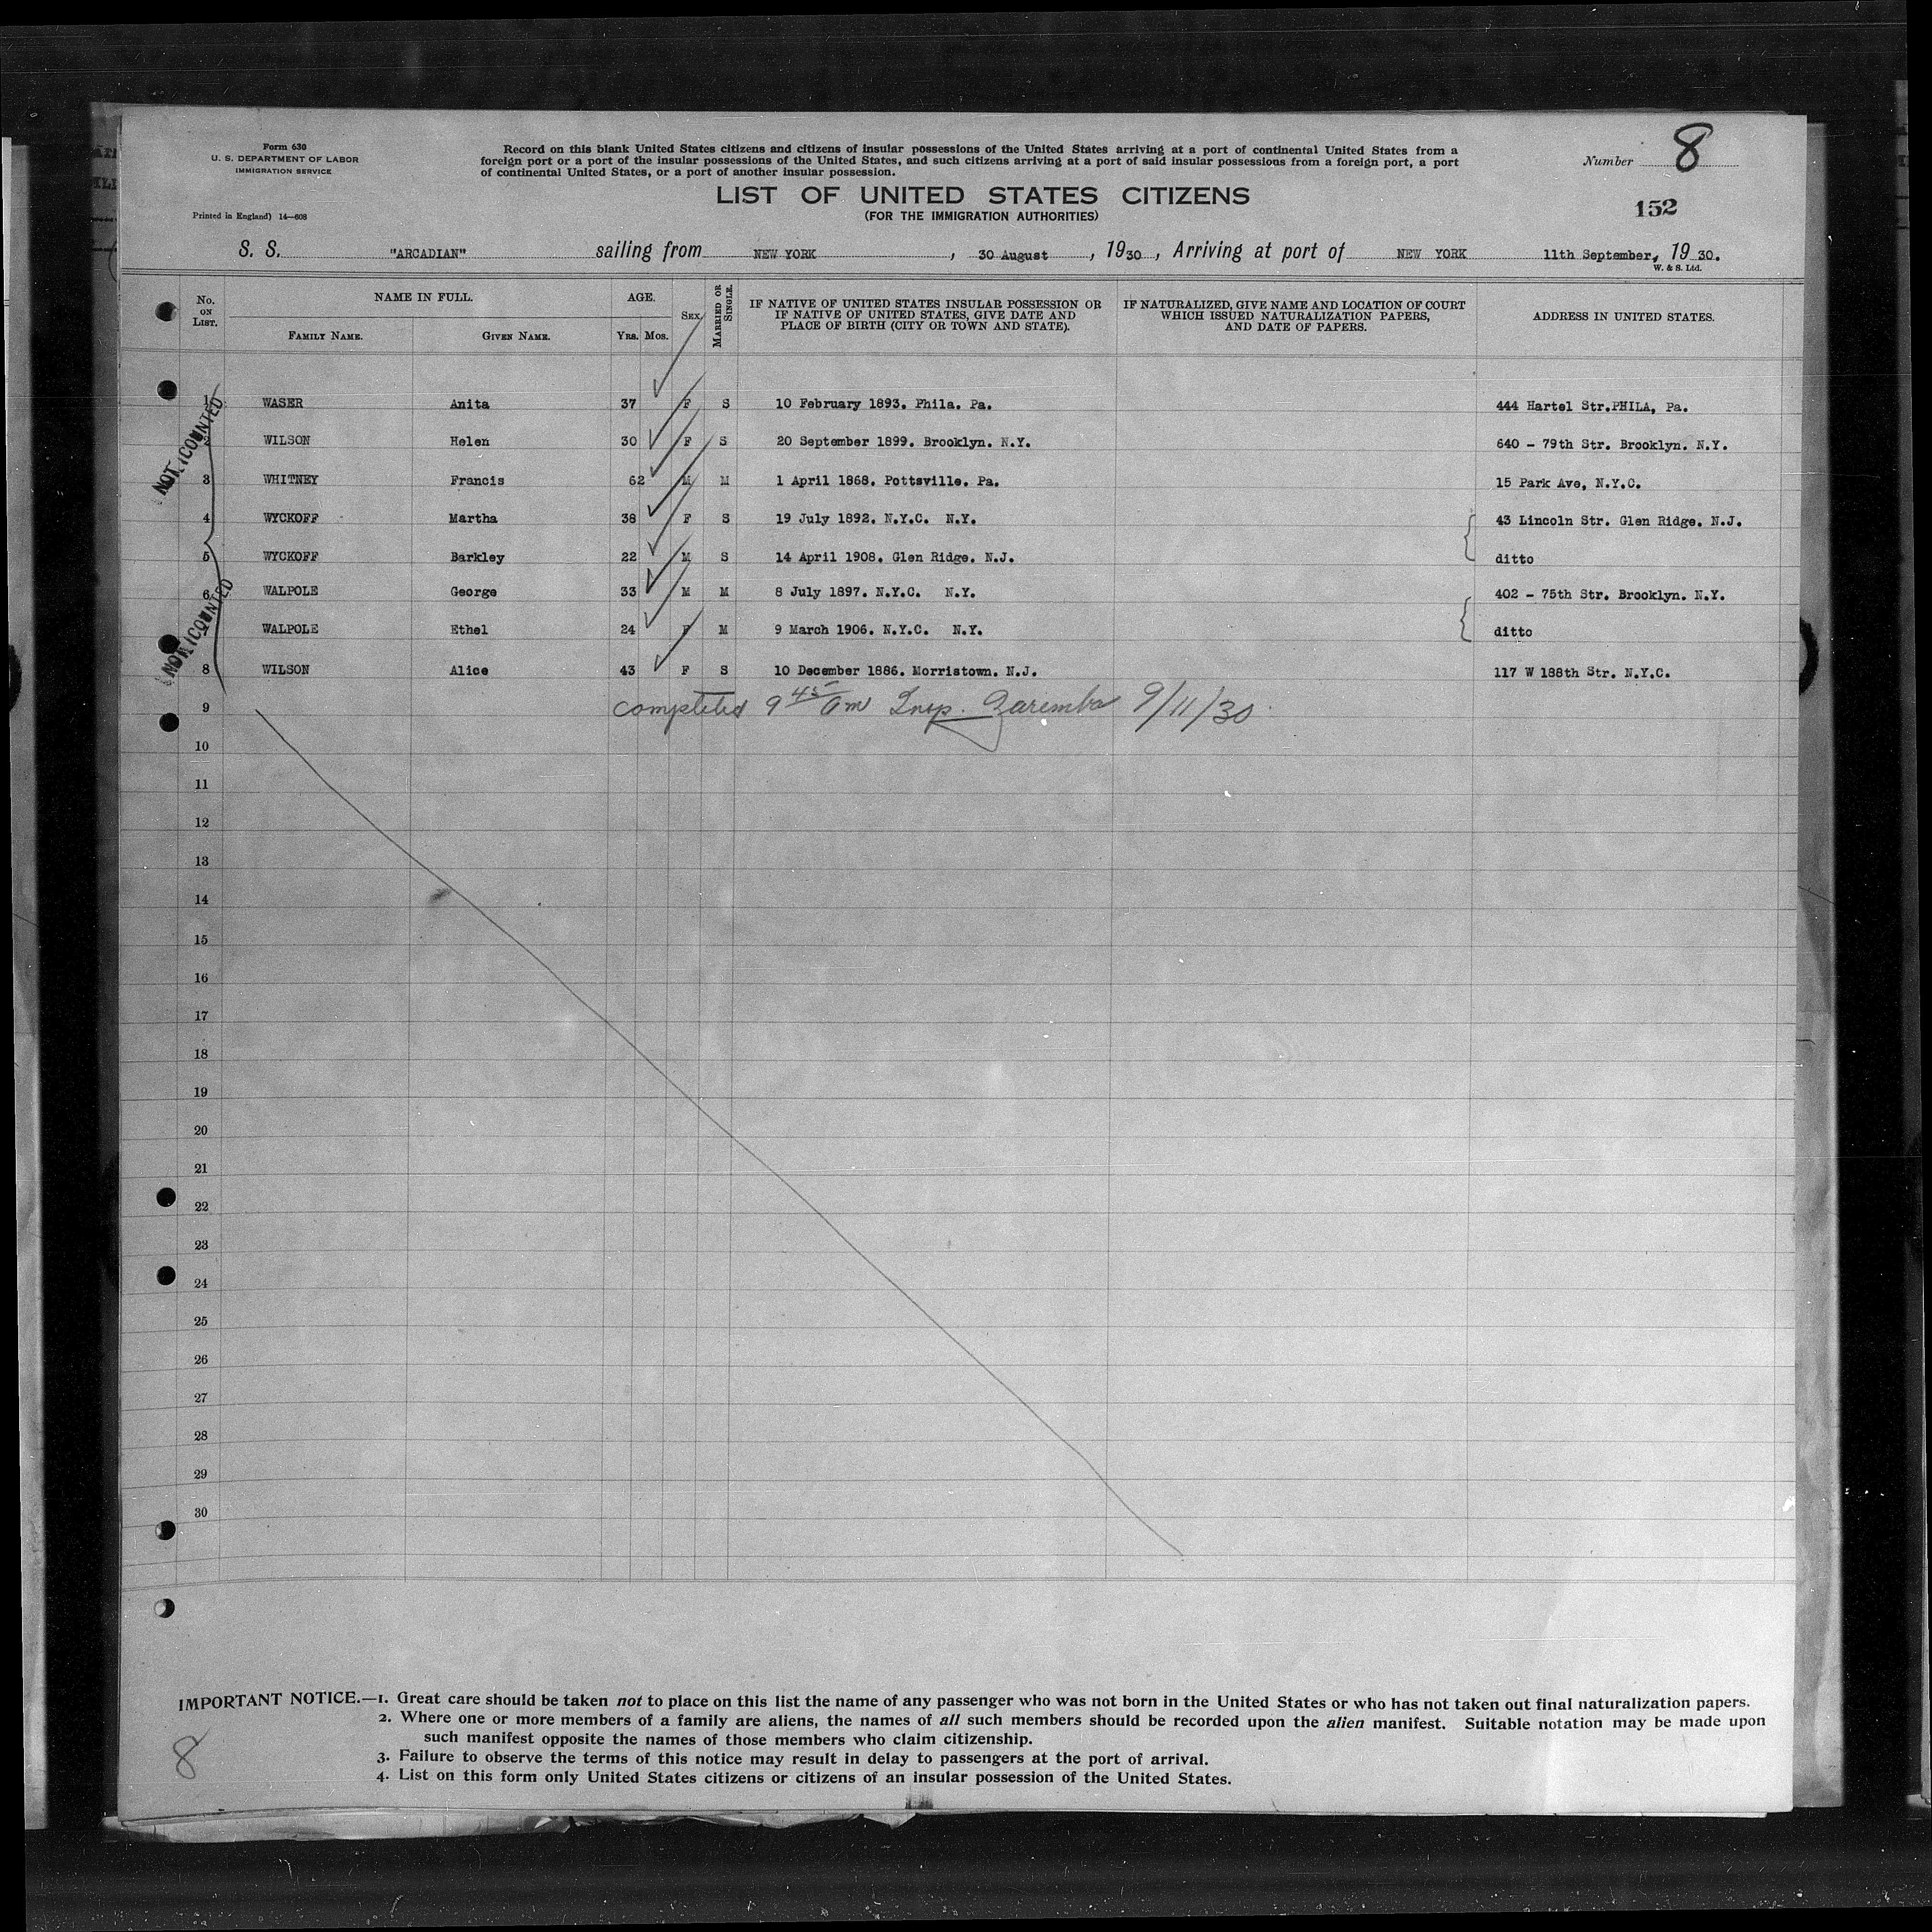 Form 630
U. S. DEPARTMENT OF LABOR
IMMIGRATION SERVICE
Printed in England) 14—608
Record on this blank United States citizens and citizens of insular possessions of the United States arriving at a port of continental United States from a
foreign port or a port of the insular possessions of the United States, and such citizens arriving at a port of said insular possessions from a foreign port, a port
of continental United States, or a port of another insular possession.
LIST OF UNITED STATES CITIZENS
(FOR THE IMMIGRATION AUTHORITIES)
Number 8
152
S. S. "ARCADIAN" sailing from NEW YORK , 30 August , 1930 , Arriving at port of NEW YORK 11th September, 19 30.
W. & S. Ltd.
No. ON LIST. NAME IN FULL. FAMILY NAME. GIVEN NAME. AGE. YRS. MOS. SEX MARRIED OR SINGLE. IF NATIVE OF UNITED STATES INSULAR POSSESSION OR IF NATIVE OF UNITED STATES, GIVE DATE AND PLACE OF BIRTH (CITY OR TOWN AND STATE). IF NATURALIZED, GIVE NAME AND LOCATION OF COURT WHICH ISSUED NATURALIZATION PAPERS, AND DATE OF PAPERS. ADDRESS IN UNITED STATES.
NOT COUNTED
1 WASER Anita 37 F S 10 February 1893. Phila. Pa. 444 Hartel Str.PHILA, Pa.
2 WILSON Helen 30 F S 20 September 1899. Brooklyn. N.Y. 640 - 79th Str. Brooklyn. N.Y.
3 WHITNEY Francis 62 M M 1 April 1868. Pottsville. Pa. 15 Park Ave, N.Y.C.
4 WYCKOFF Martha 38 F S 19 July 1892. N.Y.C. N.Y. 43 Lincoln Str. Glen Ridge. N.J.
5 WYCKOFF Barkley 22 M S 14 April 1908. Glen Ridge. N.J. ditto
NOT COUNTED
6 WALPOLE George 33 M M 8 July 1897. N.Y.C. N.Y. 402 - 75th Str. Brooklyn. N.Y.
WALPOLE Ethel 24 F M 9 March 1906. N.Y.C. N.Y. ditto
8 WILSON Alice 43 F S 10 December 1886. Morristown. N.J. 117 W 188th Str. N.Y.C.
9 completed 9 45 am Insp. Zaremba 9/11/30
10
11
12
13
14
15
16
17
18
19
20
21
22
23
24
25
26
27
28
29
30
IMPORTANT NOTICE.—1. Great care should be taken not to place on this list the name of any passenger who was not born in the United States or who has not taken out final naturalization papers.
2. Where one or more members of a family are aliens, the names of all such members should be recorded upon the alien manifest. Suitable notation may be made upon
such manifest opposite the names of those members who claim citizenship.
3. Failure to observe the terms of this notice may result in delay to passengers at the port of arrival.
4. List on this form only United States citizens or citizens of an insular possession of the United States.
8